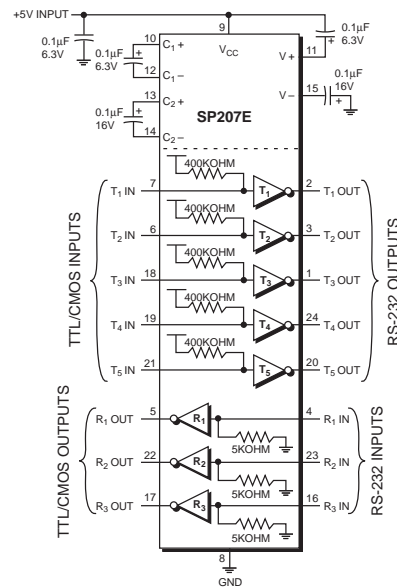 +5V INPUT
0.1µF
6.3V
9
VCC
0.1µF
6.3V
10
C1 +
0.1µF
6.3V
12
C1 –
V +
11
0.1µF
16V
13
C2 +
0.1µF
16V
14
C2 –
V –
15
SP207E
TTL/CMOS INPUTS
RS-232 OUTPUTS
400KOHM
T1 IN
7
T1
2
T1 OUT
400KOHM
T2 IN
6
T2
3
T2 OUT
400KOHM
T3 IN
18
T3
1
T3 OUT
400KOHM
T4 IN
19
T4
24
T4 OUT
400KOHM
T5 IN
21
T5
20
T5 OUT
TTL/CMOS OUTPUTS
RS-232 INPUTS
R1 OUT
5
R1
4
R1 IN
5KOHM
R2 OUT
22
R2
23
R2 IN
5KOHM
R3 OUT
17
R3
16
R3 IN
5KOHM
8
GND